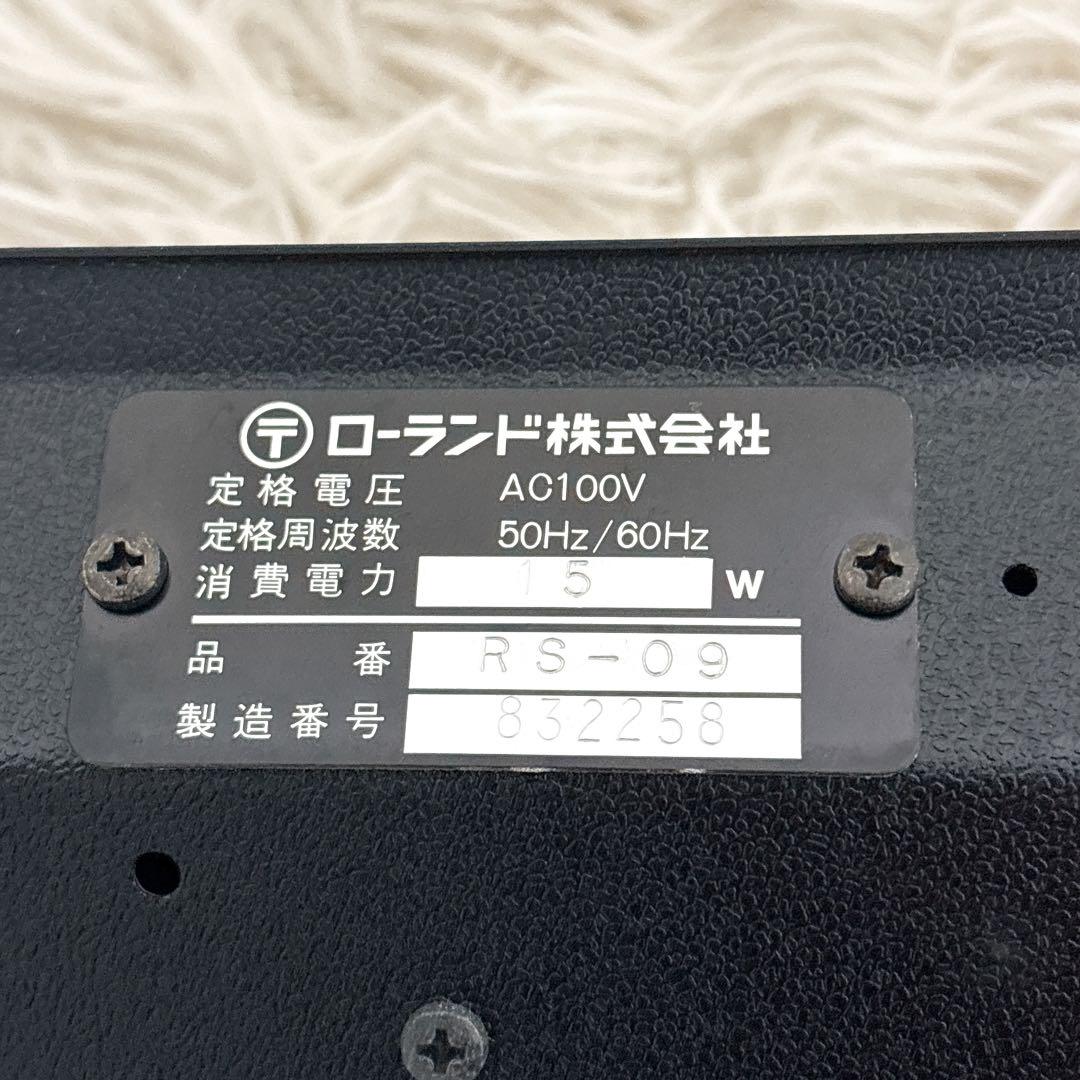 〒ローランド株式会社
定格電圧 AC100V
定格周波数 50Hz/60Hz
消費電力 15 W
品番 RS-09
製造番号 832258